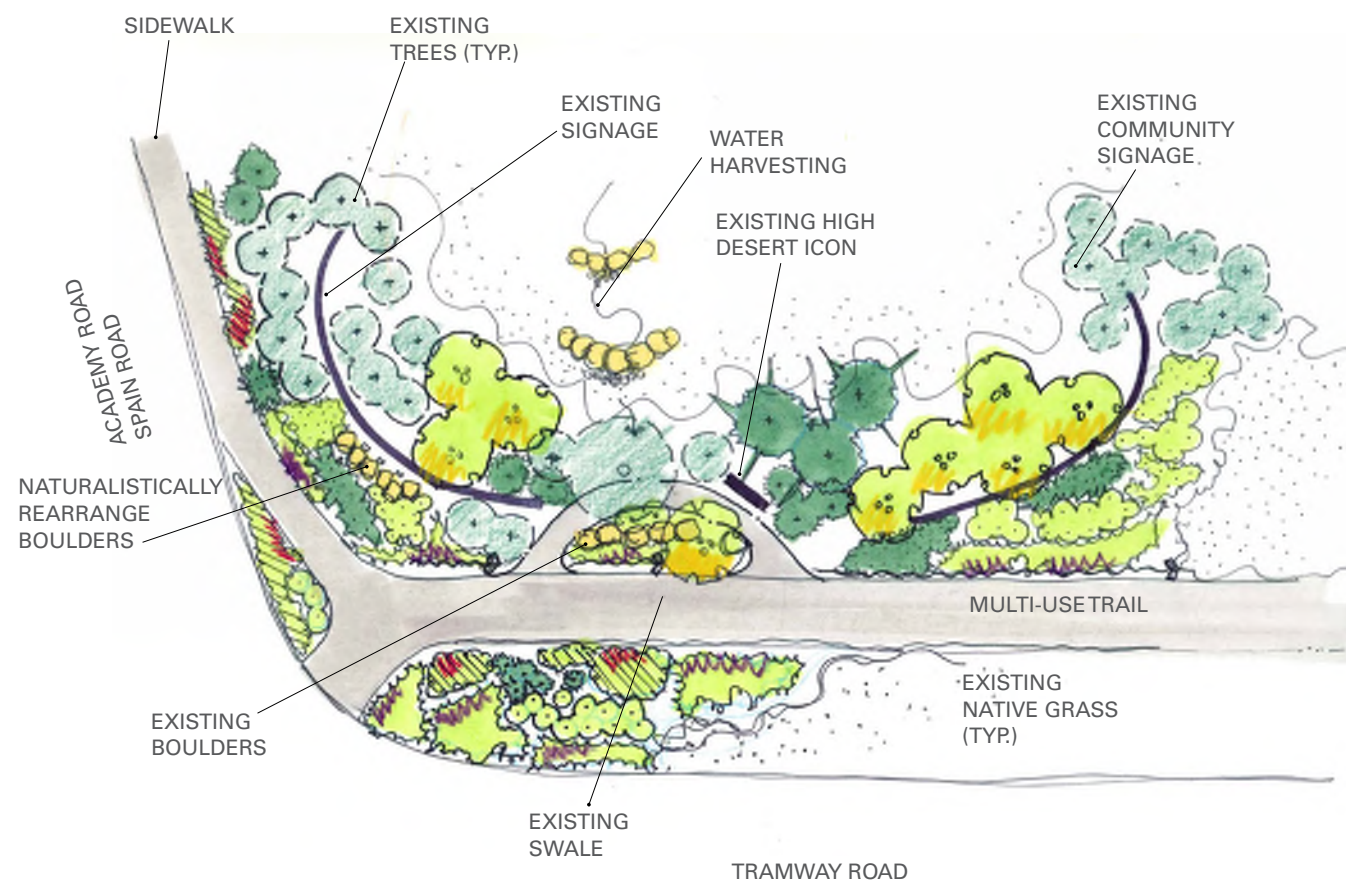 SIDEWALK
EXISTING
TREES (TYP.)
EXISTING
SIGNAGE
WATER
HARVESTING
EXISTING
COMMUNITY
SIGNAGE
EXISTING HIGH
DESERT ICON
ACADEMY ROAD
SPAIN ROAD
NATURALISTICALLY
REARRANGE
BOULDERS
MULTI-USE TRAIL
EXISTING
NATIVE GRASS
(TYP.)
EXISTING
BOULDERS
EXISTING
SWALE
TRAMWAY ROAD